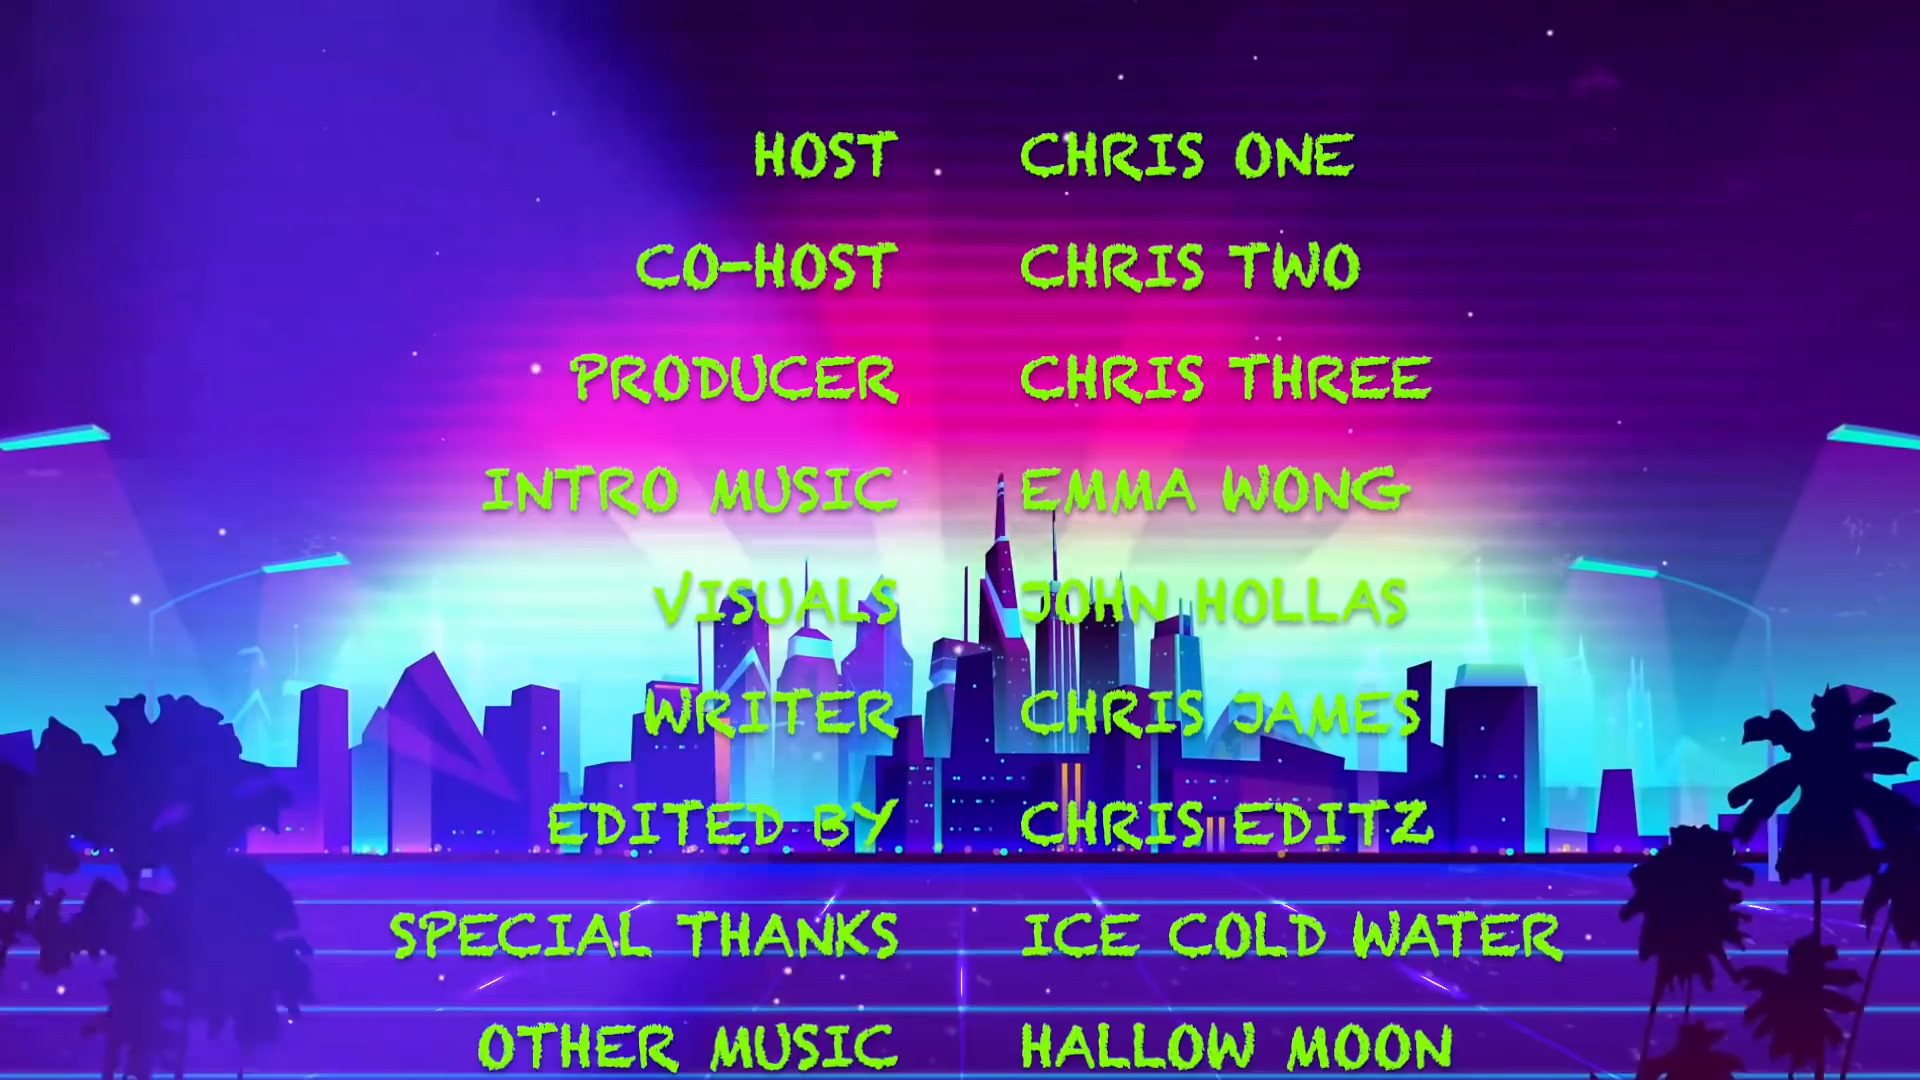 HOST CHRIS ONE
CO-HOST CHRIS TWO
PRODUCER CHRIS THREE
INTRO MUSIC EMMA WONG
VISUALS JOHN HOLLAS
WRITER CHRIS JAMES
EDITED BY CHRIS EDITZ
SPECIAL THANKS ICE COLD WATER
OTHER MUSIC HALLOW MOON